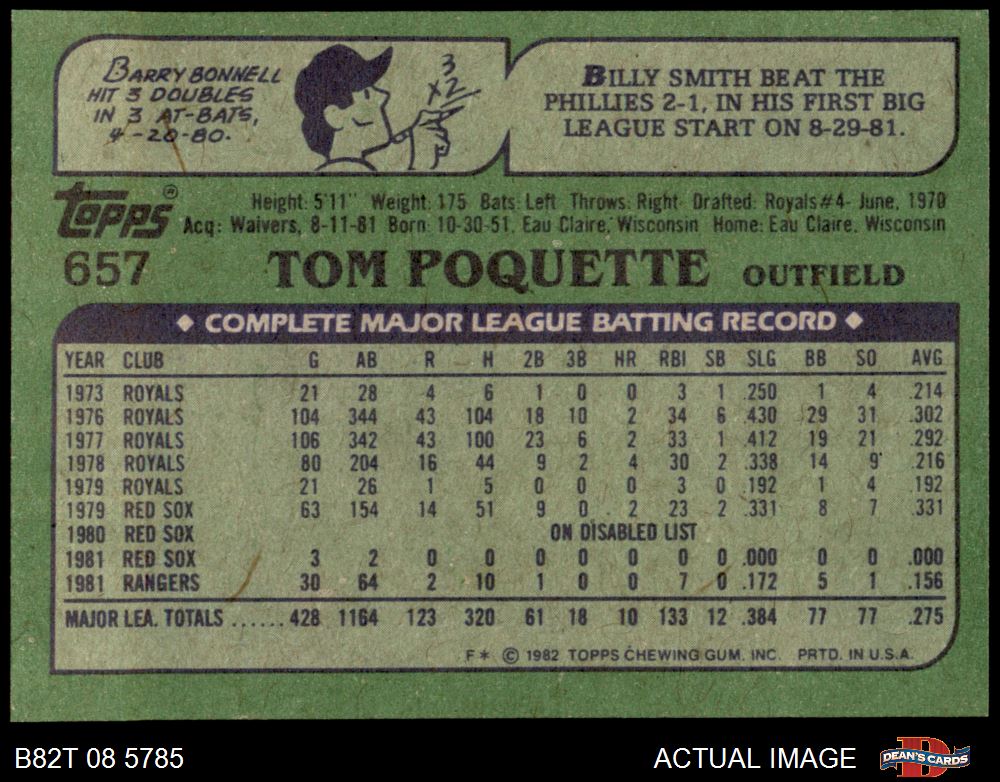 BARRY BONNELL
HIT 3 DOUBLES
IN 3 AT-BATS,
4-20-80.
3
x2
BILLY SMITH BEAT THE
PHILLIES 2-1, IN HIS FIRST BIG
LEAGUE START ON 8-29-81.
topps®
Height: 5'11" Weight: 175 Bats: Left Throws: Right Drafted: Royals #4- June, 1970
Acq: Waivers, 8-11-81 Born: 10-30-51, Eau Claire, Wisconsin Home: Eau Claire, Wisconsin
657 TOM POQUETTE OUTFIELD
◆ COMPLETE MAJOR LEAGUE BATTING RECORD ◆
YEAR CLUB G AB R H 2B 3B HR RBI SB SLG BB SO AVG
1973 ROYALS 21 28 4 6 1 0 0 3 1 .250 1 4 .214
1976 ROYALS 104 344 43 104 18 10 2 34 6 .430 29 31 .302
1977 ROYALS 106 342 43 100 23 6 2 33 1 .412 19 21 .292
1978 ROYALS 80 204 16 44 9 2 4 30 2 .338 14 9 .216
1979 ROYALS 21 26 1 5 0 0 0 3 0 .192 1 4 .192
1979 RED SOX 63 154 14 51 9 0 2 23 2 .331 8 7 .331
1980 RED SOX ON DISABLED LIST
1981 RED SOX 3 2 0 0 0 0 0 0 0 .000 0 0 .000
1981 RANGERS 30 64 2 10 1 0 0 7 0 .172 5 1 .156
MAJOR LEA. TOTALS ...... 428 1164 123 320 61 18 10 133 12 .384 77 77 .275
F* © 1982 TOPPS CHEWING GUM, INC. PRTD. IN U.S.A.
B82T 08 5785 ACTUAL IMAGE DEAN'S CARDS